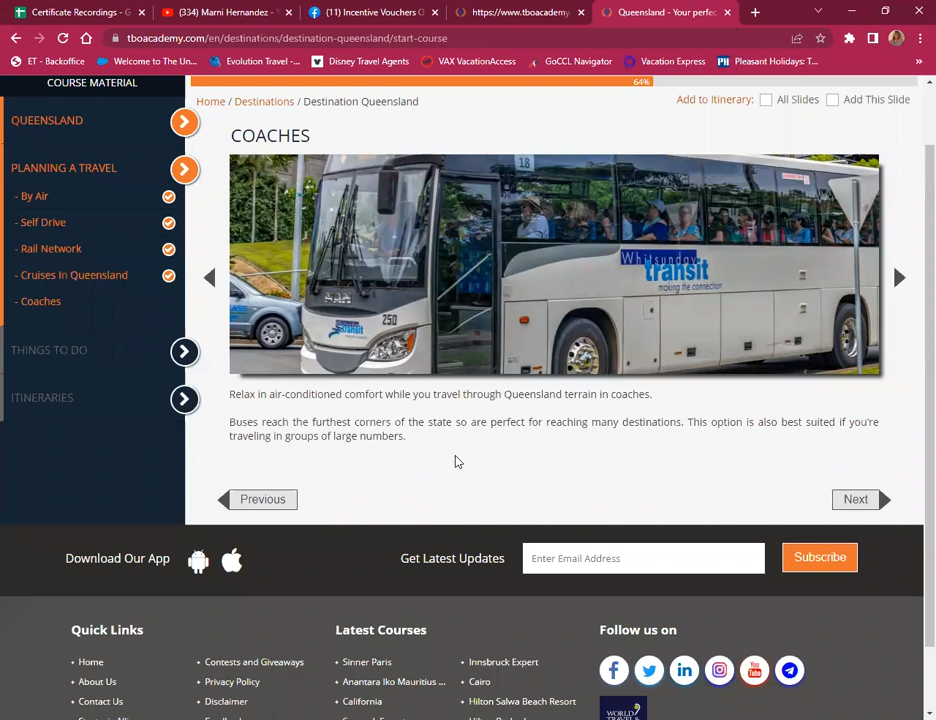 Certificate Recordings - G
(334) Marni Hernandez -
(11) Incentive Vouchers O
https://www.tboacademy.
Queensland - Your perfec
tboacademy.com/en/destinations/destination-queensland/start-course
ET - Backoffice
Welcome to The Un...
Evolution Travel -...
Disney Travel Agents
VAX VacationAccess
GoCCL Navigator
Vacation Express
Pleasant Holidays: T...
COURSE MATERIAL
64%
Home / Destinations / Destination Queensland
Add to Itinerary: All Slides Add This Slide
QUEENSLAND
PLANNING A TRAVEL
- By Air
- Self Drive
- Rail Network
- Cruises In Queensland
- Coaches
THINGS TO DO
ITINERARIES
COACHES
18
Whitsunday
transit
making the connection
250
transit
Relax in air-conditioned comfort while you travel through Queensland terrain in coaches.
Buses reach the furthest corners of the state so are perfect for reaching many destinations. This option is also best suited if you're
traveling in groups of large numbers.
Previous
Next
Download Our App
Get Latest Updates
Enter Email Address
Subscribe
Quick Links
Home
About Us
Contact Us
Contests and Giveaways
Privacy Policy
Disclaimer
Latest Courses
Sinner Paris
Anantara Iko Mauritius ...
California
Innsbruck Expert
Cairo
Hilton Salwa Beach Resort
Follow us on
You
Tube
WORLD